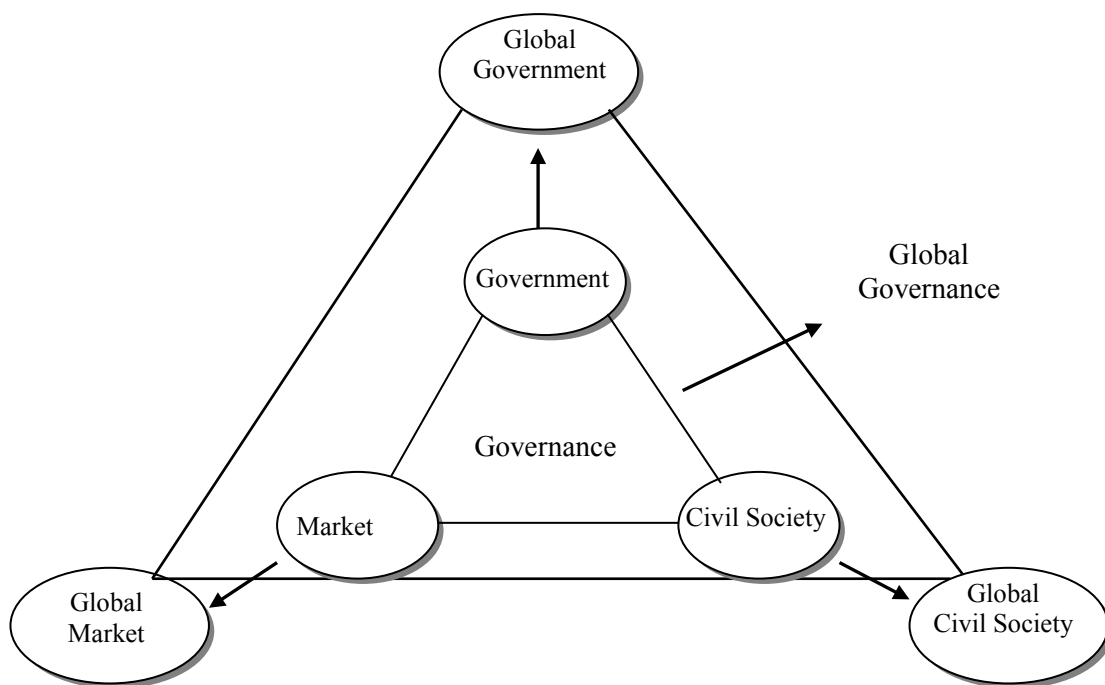 Global
Government
Government
Global
Governance
Governance
Market
Civil Society
Global
Market
Global
Civil Society